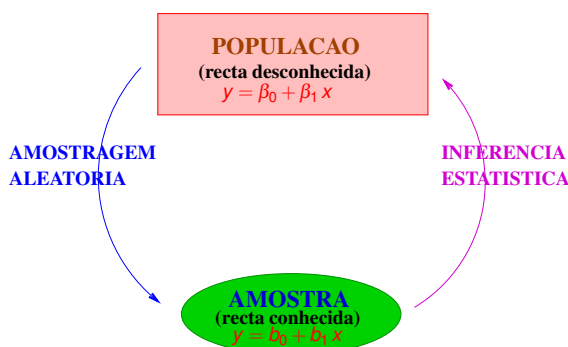 POPULACAO
(recta desconhecida)
y = β₀ + β₁ x
AMOSTRAGEM
ALEATORIA
INFERENCIA
ESTATISTICA
AMOSTRA
(recta conhecida)
y = b₀ + b₁ x